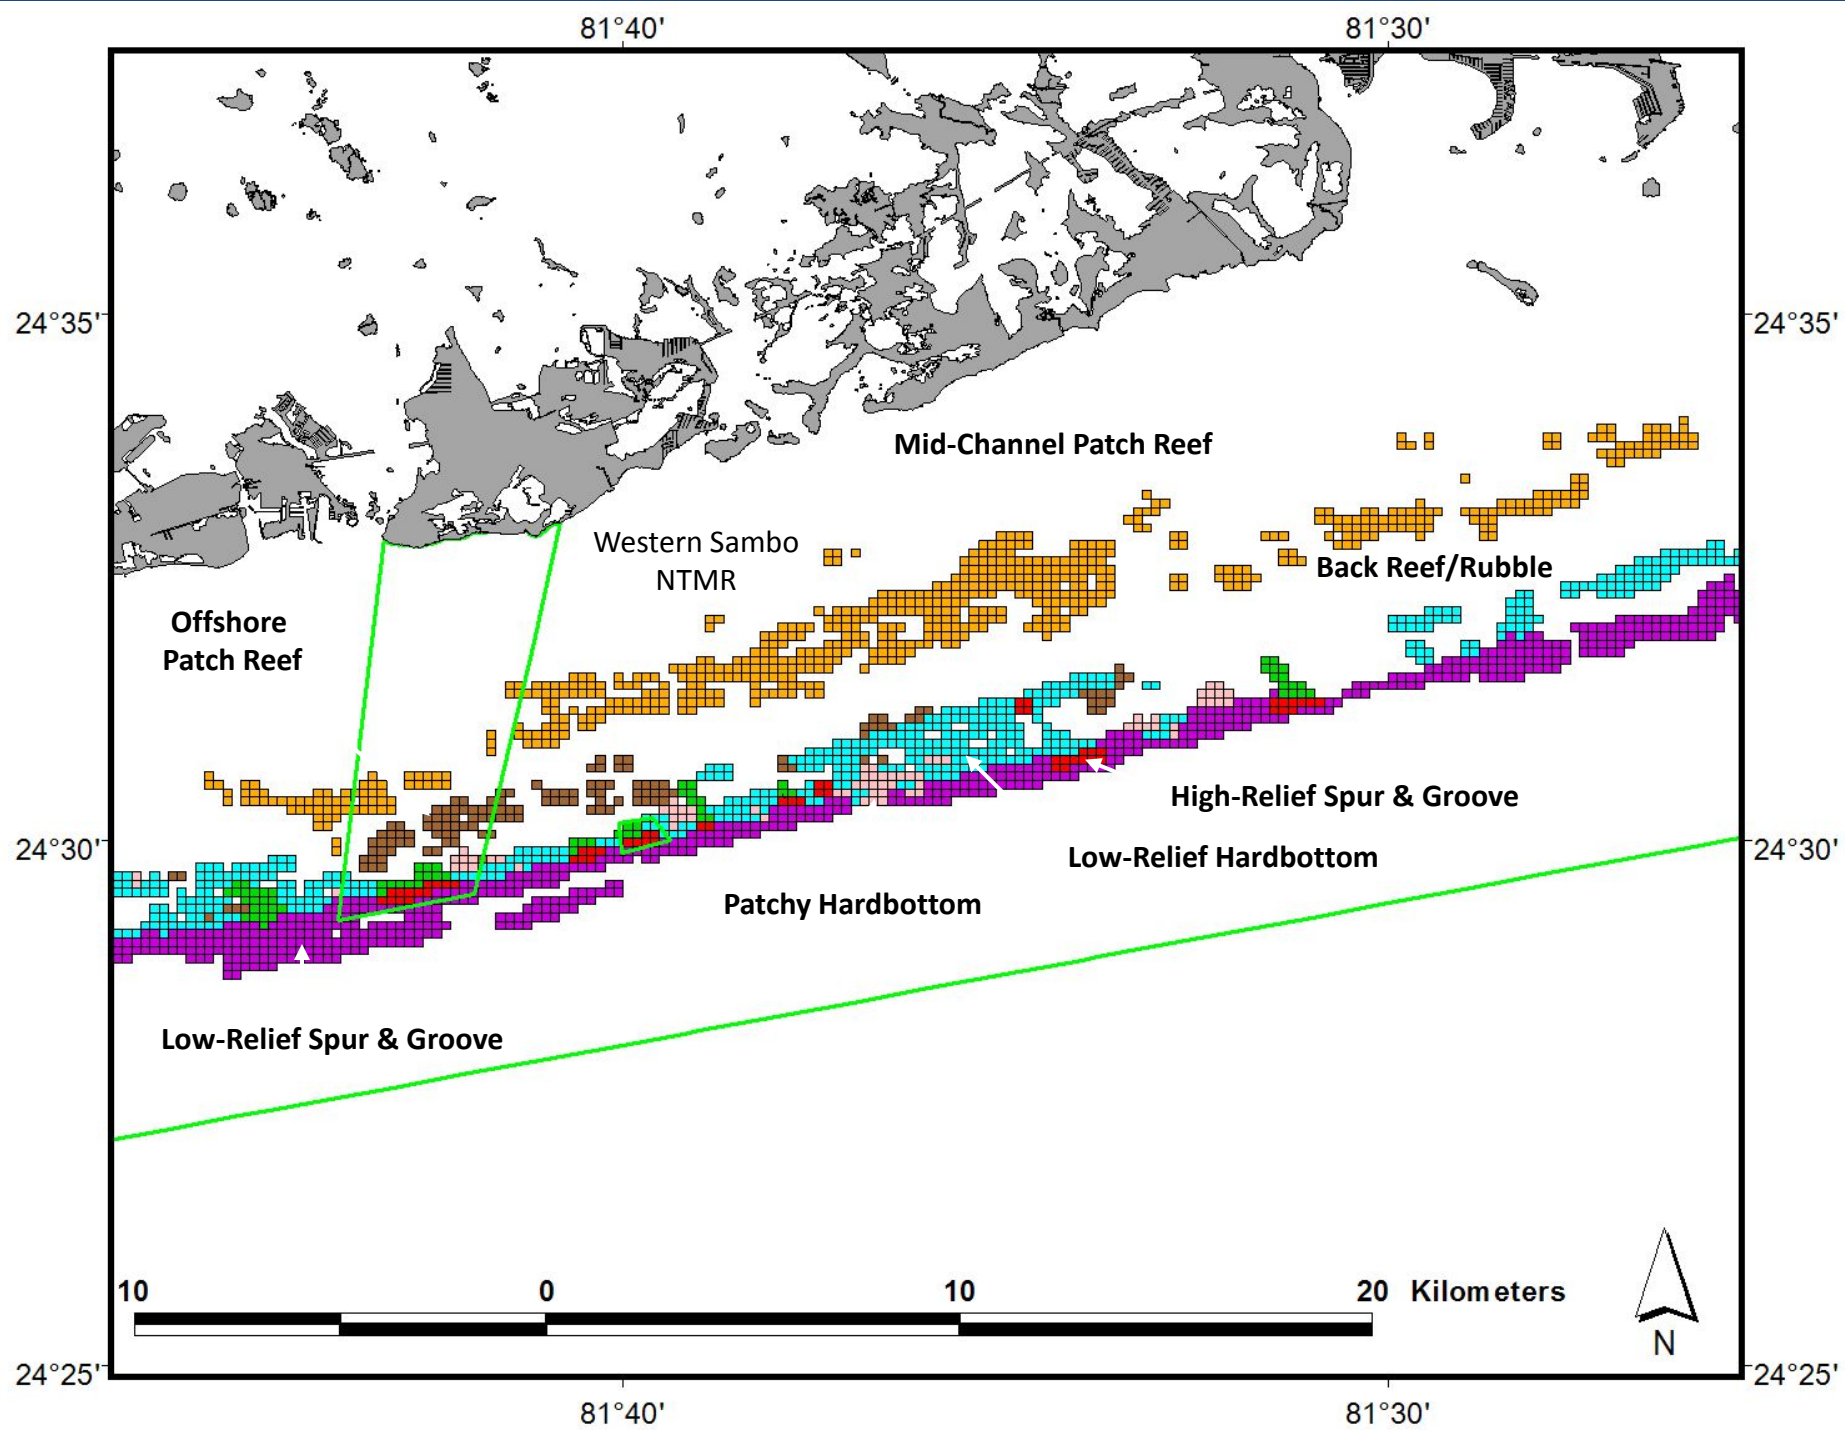 81°40'
81°30'
24°35'
24°35'
Mid-Channel Patch Reef
Western Sambo
NTMR
Back Reef/Rubble
Offshore
Patch Reef
High-Relief Spur & Groove
24°30'
24°30'
Low-Relief Hardbottom
Patchy Hardbottom
Low-Relief Spur & Groove
10
0
10
20 Kilometers
N
24°25'
24°25'
81°40'
81°30'